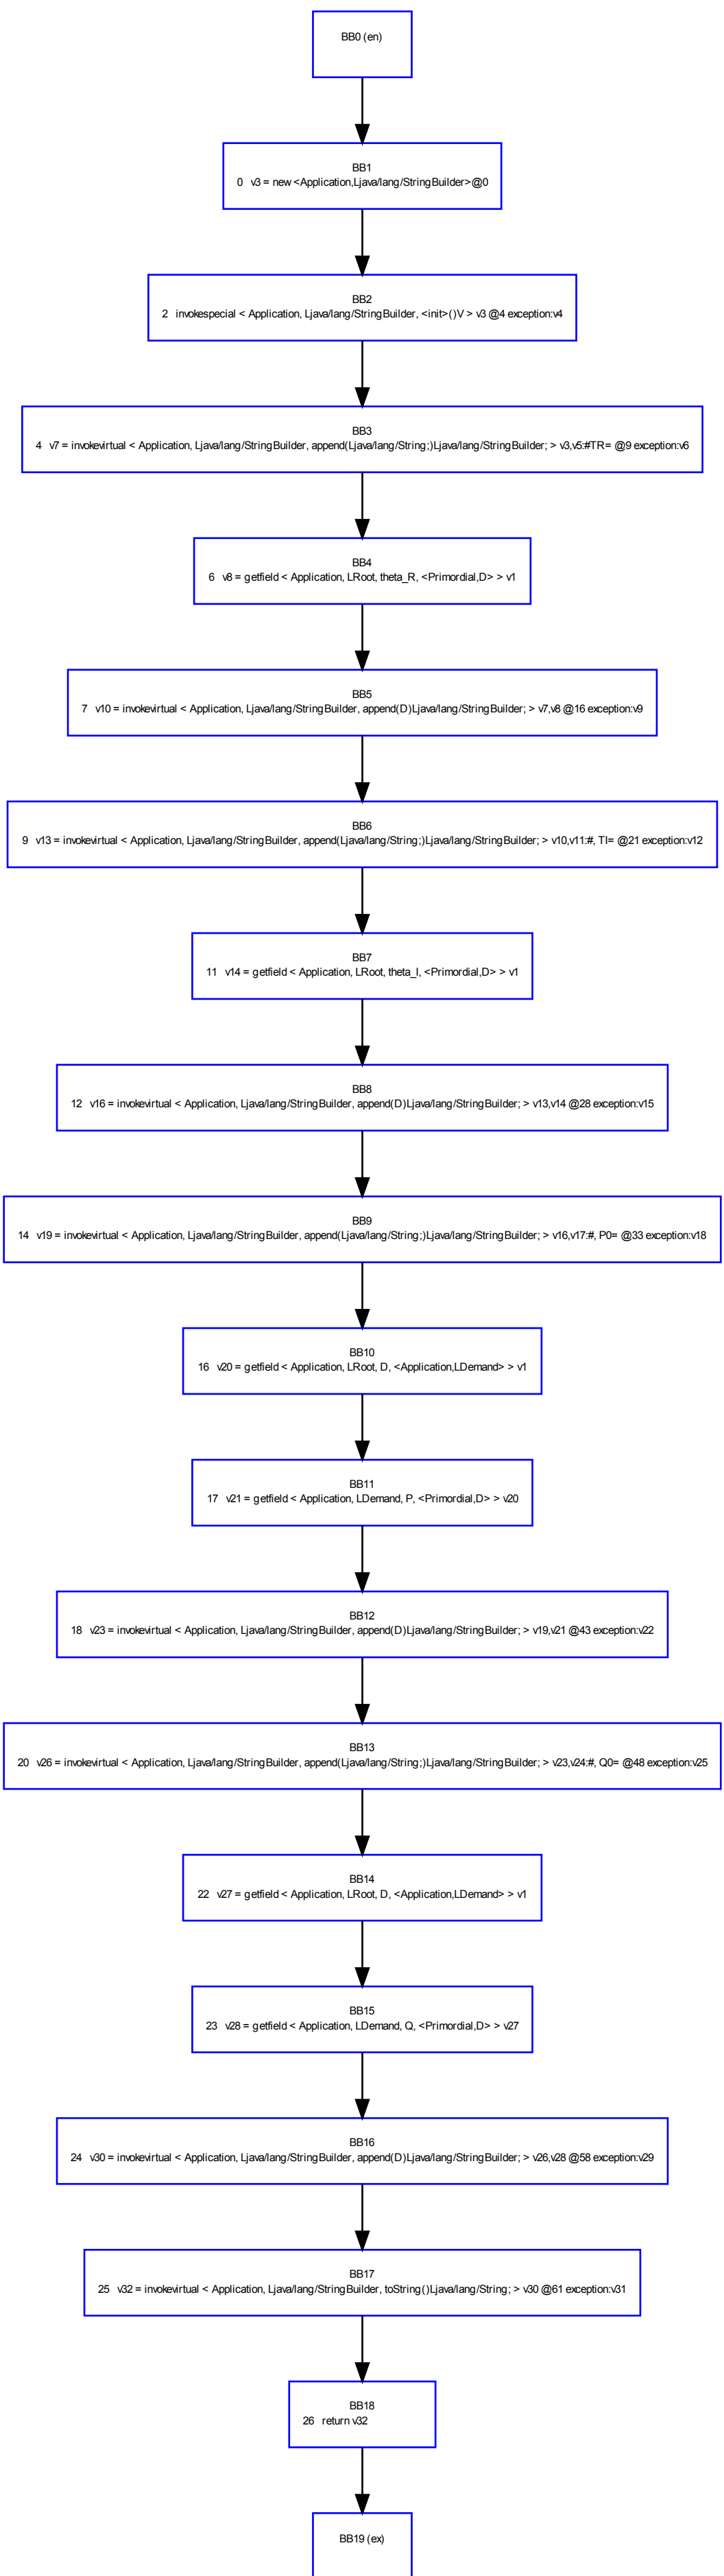 BB0 (en)
BB1
0 v3 = new <Application,Ljava/lang/StringBuilder>@0
BB2
2 invokespecial < Application, Ljava/lang/StringBuilder, <init>()V > v3 @4 exception:v4
BB3
4 v7 = invokevirtual < Application, Ljava/lang/StringBuilder, append(Ljava/lang/String;)Ljava/lang/StringBuilder; > v3,v5:#TR= @9 exception:v6
BB4
6 v8 = getfield < Application, LRoot, theta_R, <Primordial,D> > v1
BB5
7 v10 = invokevirtual < Application, Ljava/lang/StringBuilder, append(D)Ljava/lang/StringBuilder; > v7,v8 @16 exception:v9
BB6
9 v13 = invokevirtual < Application, Ljava/lang/StringBuilder, append(Ljava/lang/String;)Ljava/lang/StringBuilder; > v10,v11:#, TI= @21 exception:v12
BB7
11 v14 = getfield < Application, LRoot, theta_I, <Primordial,D> > v1
BB8
12 v16 = invokevirtual < Application, Ljava/lang/StringBuilder, append(D)Ljava/lang/StringBuilder; > v13,v14 @28 exception:v15
BB9
14 v19 = invokevirtual < Application, Ljava/lang/StringBuilder, append(Ljava/lang/String;)Ljava/lang/StringBuilder; > v16,v17:#, P0= @33 exception:v18
BB10
16 v20 = getfield < Application, LRoot, D, <Application,LDemand> > v1
BB11
17 v21 = getfield < Application, LDemand, P, <Primordial,D> > v20
BB12
18 v23 = invokevirtual < Application, Ljava/lang/StringBuilder, append(D)Ljava/lang/StringBuilder; > v19,v21 @43 exception:v22
BB13
20 v26 = invokevirtual < Application, Ljava/lang/StringBuilder, append(Ljava/lang/String;)Ljava/lang/StringBuilder; > v23,v24:#, Q0= @48 exception:v25
BB14
22 v27 = getfield < Application, LRoot, D, <Application,LDemand> > v1
BB15
23 v28 = getfield < Application, LDemand, Q, <Primordial,D> > v27
BB16
24 v30 = invokevirtual < Application, Ljava/lang/StringBuilder, append(D)Ljava/lang/StringBuilder; > v26,v28 @58 exception:v29
BB17
25 v32 = invokevirtual < Application, Ljava/lang/StringBuilder, toString()Ljava/lang/String; > v30 @61 exception:v31
BB18
26 return v32
BB19 (ex)